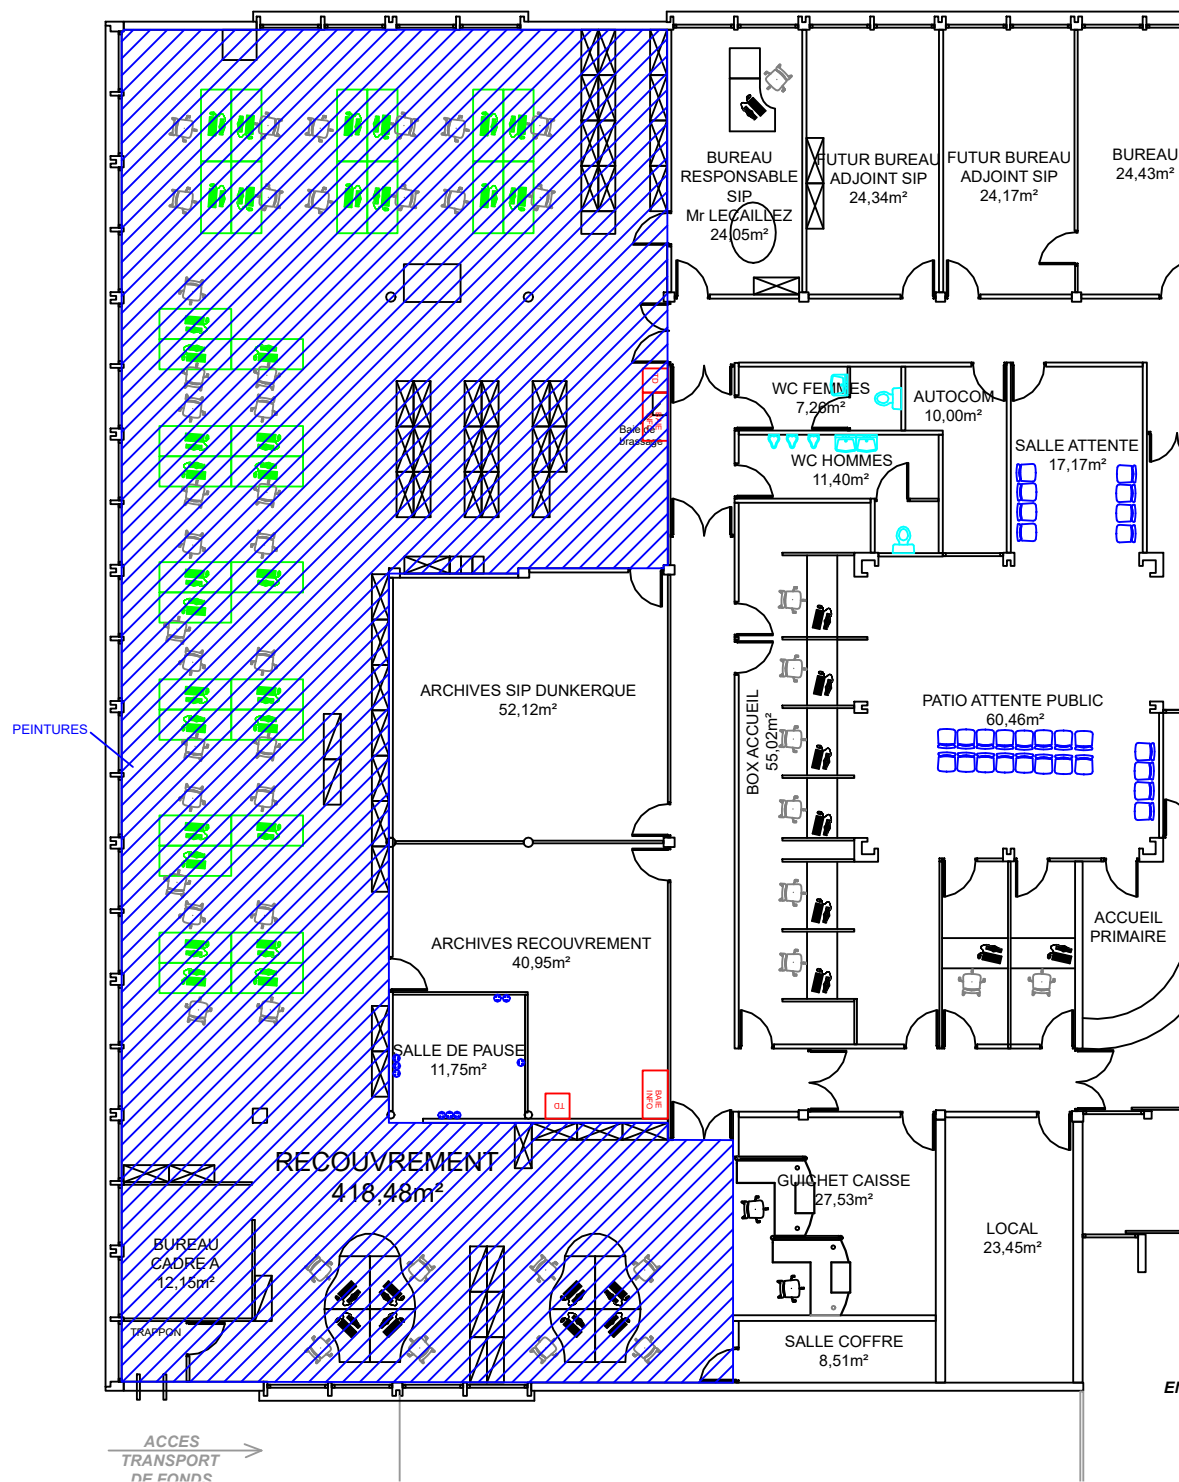 BUREAU
RESPONSABLE
SIP
Mr LECAILLEZ
24,05m²
FUTUR BUREAU
ADJOINT SIP
24,34m²
FUTUR BUREAU
ADJOINT SIP
24,17m²
BUREAU
24,43m²
TD
Baie de
brassage
WC FEMMES
7,26m²
AUTOCOM
10,00m²
WC HOMMES
11,40m²
SALLE ATTENTE
17,17m²
ARCHIVES SIP DUNKERQUE
52,12m²
PEINTURES
BOX ACCUEIL
55,02m²
PATIO ATTENTE PUBLIC
60,46m²
ARCHIVES RECOUVREMENT
40,95m²
ACCUEIL
PRIMAIRE
SALLE DE PAUSE
11,75m²
TD
BAIE
INFO
RECOUVREMENT
418,48m²
GUICHET CAISSE
27,53m²
LOCAL
23,45m²
BUREAU
CADRE A
12,15m²
TRAPPON
SALLE COFFRE
8,51m²
ACCES
TRANSPORT
DE FONDS